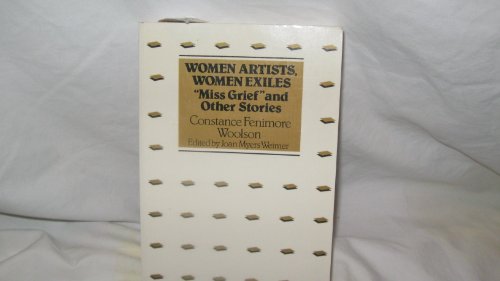 WOMEN ARTISTS,
WOMEN EXILES
"Miss Grief" and
Other Stories
Constance Fenimore
Woolson
Edited by Joan Myers Weimer